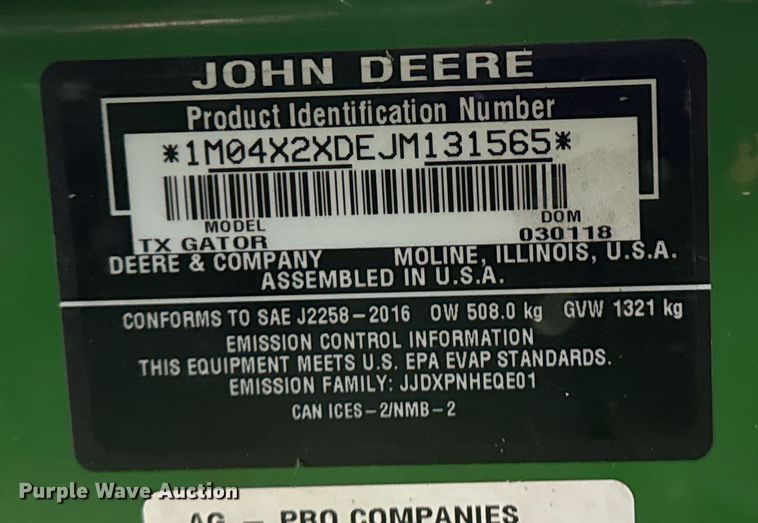 JOHN DEERE
Product Identification Number
*1M04X2XDEJM131565*
MODEL DOM
TX GATOR 030118
DEERE & COMPANY MOLINE, ILLINOIS, U.S.A.
ASSEMBLED IN U.S.A.
CONFORMS TO SAE J2258-2016 OW 508.0 kg GVW 1321 kg
EMISSION CONTROL INFORMATION
THIS EQUIPMENT MEETS U.S. EPA EVAP STANDARDS.
EMISSION FAMILY: JJDXPNHEQE01
CAN ICES-2/NMB-2
Purple Wave Auction
AG - PRO COMPANIES